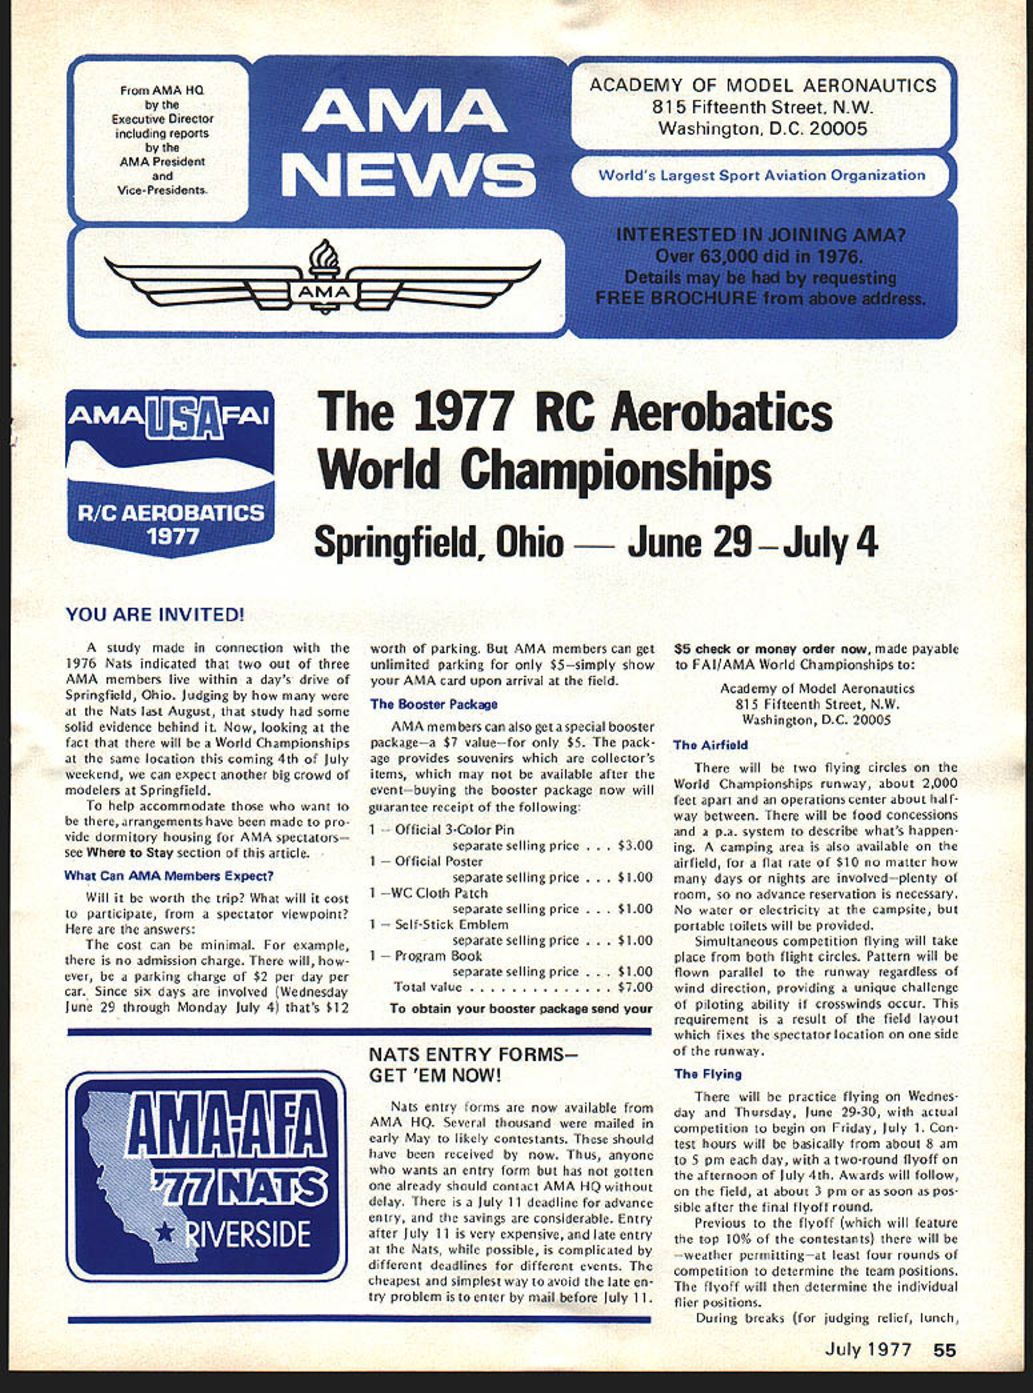 From AMA HQ
by the
Executive Director
including reports
by the
AMA President
and
Vice-Presidents.
AMA
NEWS
ACADEMY OF MODEL AERONAUTICS
815 Fifteenth Street, N.W.
Washington, D.C. 20005
World's Largest Sport Aviation Organization
AMA
INTERESTED IN JOINING AMA?
Over 63,000 did in 1976.
Details may be had by requesting
FREE BROCHURE from above address.
AMA USA FAI
R/C AEROBATICS
1977
The 1977 RC Aerobatics
World Championships
Springfield, Ohio — June 29 – July 4
YOU ARE INVITED!
A study made in connection with the
1976 Nats indicated that two out of three
AMA members live within a day's drive of
Springfield, Ohio. Judging by how many were
at the Nats last August, that study had some
solid evidence behind it. Now, looking at the
fact that there will be a World Championships
at the same location this coming 4th of July
weekend, we can expect another big crowd of
modelers at Springfield.
To help accommodate those who want to
be there, arrangements have been made to pro-
vide dormitory housing for AMA spectators—
see Where to Stay section of this article.
What Can AMA Members Expect?
Will it be worth the trip? What will it cost
to participate, from a spectator viewpoint?
Here are the answers:
The cost can be minimal. For example,
there is no admission charge. There will, how-
ever, be a parking charge of $2 per day per
car. Since six days are involved (Wednesday
June 29 through Monday July 4) that's $12
worth of parking. But AMA members can get
unlimited parking for only $5—simply show
your AMA card upon arrival at the field.
The Booster Package
AMA members can also get a special booster
package—a $7 value—for only $5. The pack-
age provides souvenirs which are collector's
items, which may not be available after the
event—buying the booster package now will
guarantee receipt of the following:
1 — Official 3-Color Pin
separate selling price . . . $3.00
1 — Official Poster
separate selling price . . . $1.00
1 —WC Cloth Patch
separate selling price . . . $1.00
1 — Self-Stick Emblem
separate selling price . . . $1.00
1 — Program Book
separate selling price . . . $1.00
Total value . . . . . . . . . . . . . . $7.00
To obtain your booster package send your
$5 check or money order now, made payable
to FAI/AMA World Championships to:
Academy of Model Aeronautics
815 Fifteenth Street, N.W.
Washington, D.C. 20005
The Airfield
There will be two flying circles on the
World Championships runway, about 2,000
feet apart and an operations center about half-
way between. There will be food concessions
and a p.a. system to describe what's happen-
ing. A camping area is also available on the
airfield, for a flat rate of $10 no matter how
many days or nights are involved—plenty of
room, so no advance reservation is necessary.
No water or electricity at the campsite, but
portable toilets will be provided.
Simultaneous competition flying will take
place from both flight circles. Pattern will be
flown parallel to the runway regardless of
wind direction, providing a unique challenge
of piloting ability if crosswinds occur. This
requirement is a result of the field layout
which fixes the spectator location on one side
of the runway.
The Flying
There will be practice flying on Wednes-
day and Thursday, June 29-30, with actual
competition to begin on Friday, July 1. Con-
test hours will be basically from about 8 am
to 5 pm each day, with a two-round flyoff on
the afternoon of July 4th. Awards will follow,
on the field, at about 3 pm or as soon as pos-
sible after the final flyoff round.
Previous to the flyoff (which will feature
the top 10% of the contestants) there will be
—weather permitting—at least four rounds of
competition to determine the team positions.
The flyoff will then determine the individual
flier positions.
During breaks (for judging relief, lunch,
AMA-AFA
'77 NATS
RIVERSIDE
NATS ENTRY FORMS—
GET 'EM NOW!
Nats entry forms are now available from
AMA HQ. Several thousand were mailed in
early May to likely contestants. These should
have been received by now. Thus, anyone
who wants an entry form but has not gotten
one already should contact AMA HQ without
delay. There is a July 11 deadline for advance
entry, and the savings are considerable. Entry
after July 11 is very expensive, and late entry
at the Nats, while possible, is complicated by
different deadlines for different events. The
cheapest and simplest way to avoid the late en-
try problem is to enter by mail before July 11.
July 1977 55